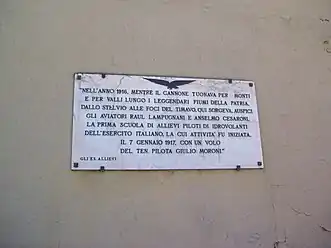 "NELL'ANNO 1916, MENTRE IL CANNONE TUONAVA PER MONTI
E PER VALLI LUNGO I LEGGENDARI FIUMI DELLA PATRIA,
DALLO STELVIO ALLE FOCI DEL TIMAVO, QUI SORGEVA, AUSPICI
GLI AVIATORI RAUL LAMPUGNANI E ANSELMO CESARONI,
LA PRIMA SCUOLA DI ALLIEVI PILOTI DI IDROVOLANTI
DELL'ESERCITO ITALIANO, LA CUI ATTIVITA' FU INIZIATA,
IL 7 GENNAIO 1917, CON UN VOLO
DEL TEN. PILOTA GIULIO MORONI."
GLI EX ALLIEVI